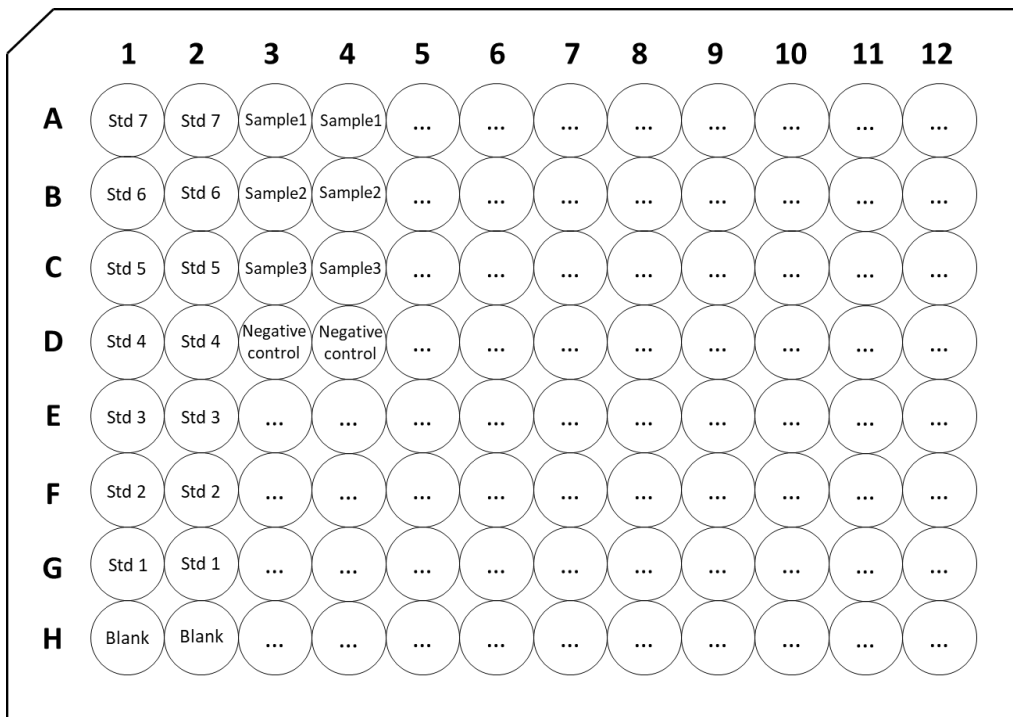 1 2 3 4 5 6 7 8 9 10 11 12
A Std 7 Std 7 Sample1 Sample1 ... ... ... ... ... ... ... ...
B Std 6 Std 6 Sample2 Sample2 ... ... ... ... ... ... ... ...
C Std 5 Std 5 Sample3 Sample3 ... ... ... ... ... ... ... ...
D Std 4 Std 4 Negative control Negative control ... ... ... ... ... ... ... ...
E Std 3 Std 3 ... ... ... ... ... ... ... ... ... ...
F Std 2 Std 2 ... ... ... ... ... ... ... ... ... ...
G Std 1 Std 1 ... ... ... ... ... ... ... ... ... ...
H Blank Blank ... ... ... ... ... ... ... ... ... ...